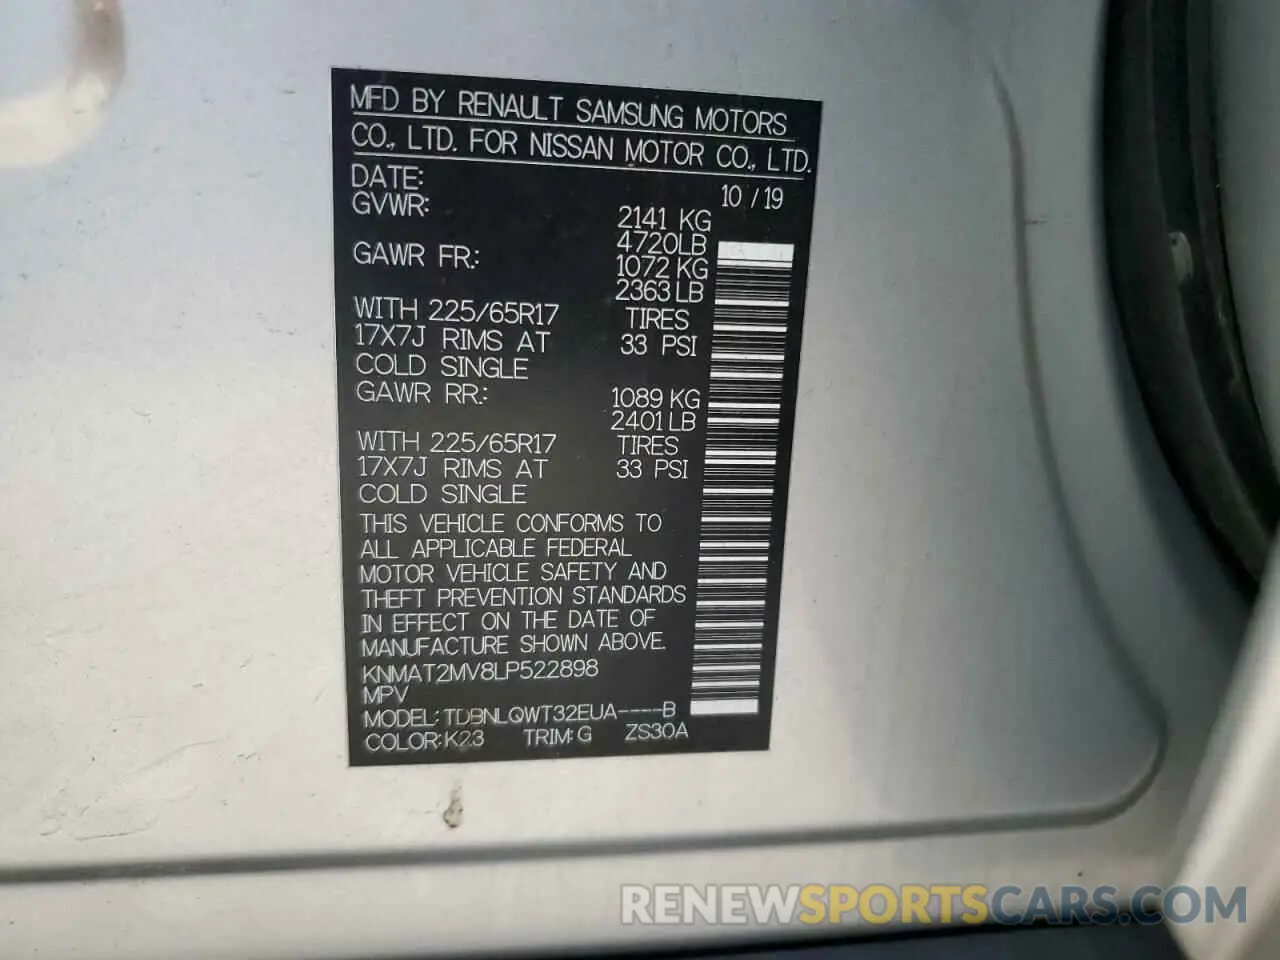 MFD BY RENAULT SAMSUNG MOTORS
CO., LTD. FOR NISSAN MOTOR CO., LTD.
DATE: 10 / 19
GVWR: 2141 KG
4720LB
GAWR FR.: 1072 KG
2363 LB
WITH 225/65R17 TIRES
17X7J RIMS AT 33 PSI
COLD SINGLE
GAWR RR.: 1089 KG
2401 LB
WITH 225/65R17 TIRES
17X7J RIMS AT 33 PSI
COLD SINGLE
THIS VEHICLE CONFORMS TO
ALL APPLICABLE FEDERAL
MOTOR VEHICLE SAFETY AND
THEFT PREVENTION STANDARDS
IN EFFECT ON THE DATE OF
MANUFACTURE SHOWN ABOVE.
KNMAT2MV8LP522898
MPV
MODEL: TDBNLQWT32EUA----B
COLOR: K23 TRIM: G ZS30A
RENEWSPORTSCARS.COM